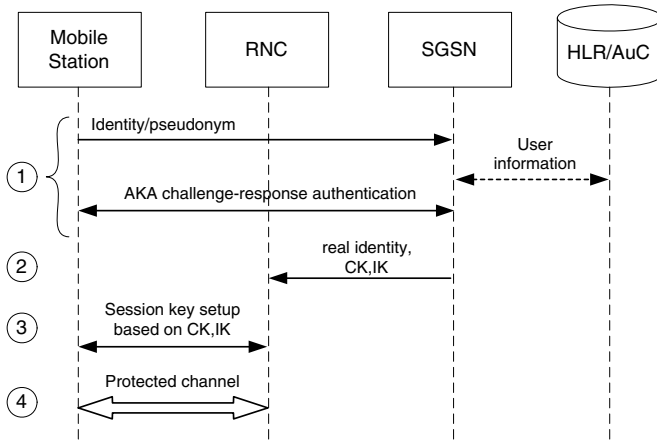 Mobile
Station
RNC
SGSN
HLR/AuC
Identity/pseudonym
User
information
1
AKA challenge-response authentication
2
real identity,
CK,IK
3
Session key setup
based on CK,IK
4
Protected channel